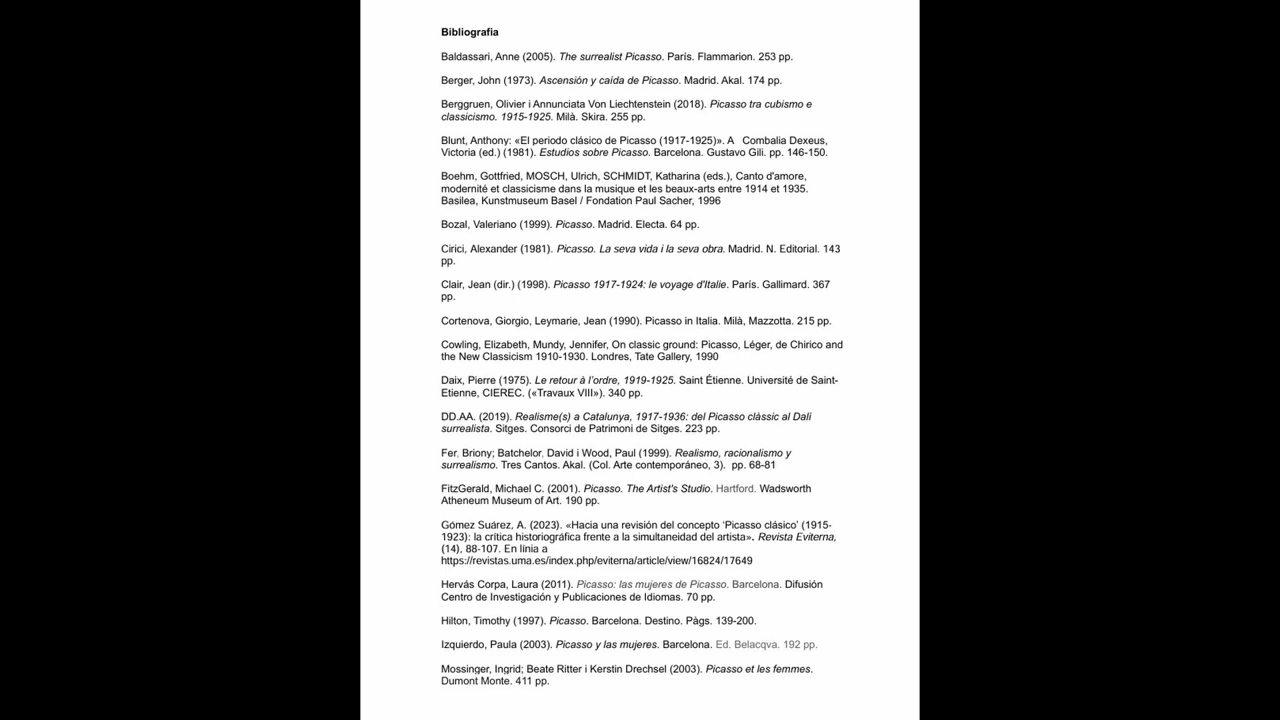 Bibliografia
Baldassari, Anne (2005). The surrealist Picasso. París. Flammarion. 253 pp.
Berger, John (1973). Ascensión y caída de Picasso. Madrid. Akal. 174 pp.
Berggruen, Olivier i Annunciata Von Liechtenstein (2018). Picasso tra cubismo e
classicismo. 1915-1925. Milà. Skira. 255 pp.
Blunt, Anthony: «El periodo clásico de Picasso (1917-1925)». A Combalia Dexeus,
Victoria (ed.) (1981). Estudios sobre Picasso. Barcelona. Gustavo Gili. pp. 146-150.
Boehm, Gottfried, MOSCH, Ulrich, SCHMIDT, Katharina (eds.), Canto d'amore,
modernité et classicisme dans la musique et les beaux-arts entre 1914 et 1935.
Basilea, Kunstmuseum Basel / Fondation Paul Sacher, 1996
Bozal, Valeriano (1999). Picasso. Madrid. Electa. 64 pp.
Cirici, Alexander (1981). Picasso. La seva vida i la seva obra. Madrid. N. Editorial. 143
pp.
Clair, Jean (dir.) (1998). Picasso 1917-1924: le voyage d'Italie. París. Gallimard. 367
pp.
Cortenova, Giorgio, Leymarie, Jean (1990). Picasso in Italia. Milà, Mazzotta. 215 pp.
Cowling, Elizabeth, Mundy, Jennifer, On classic ground: Picasso, Léger, de Chirico and
the New Classicism 1910-1930. Londres, Tate Gallery, 1990
Daix, Pierre (1975). Le retour à l'ordre, 1919-1925. Saint Étienne. Université de Saint-
Etienne, CIEREC. («Travaux VIII»). 340 pp.
DD.AA. (2019). Realisme(s) a Catalunya, 1917-1936: del Picasso clàssic al Dalí
surrealista. Sitges. Consorci de Patrimoni de Sitges. 223 pp.
Fer, Briony; Batchelor, David i Wood, Paul (1999). Realismo, racionalismo y
surrealismo. Tres Cantos. Akal. (Col. Arte contemporáneo, 3). pp. 68-81
FitzGerald, Michael C. (2001). Picasso. The Artist's Studio. Hartford. Wadsworth
Atheneum Museum of Art. 190 pp.
Gómez Suárez, A. (2023). «Hacia una revisión del concepto ‘Picasso clásico’ (1915-
1923): la crítica historiográfica frente a la simultaneidad del artista». Revista Eviterna,
(14), 88-107. En línia a
https://revistas.uma.es/index.php/eviterna/article/view/16824/17649
Hervás Corpa, Laura (2011). Picasso: las mujeres de Picasso. Barcelona. Difusión
Centro de Investigación y Publicaciones de Idiomas. 70 pp.
Hilton, Timothy (1997). Picasso. Barcelona. Destino. Pàgs. 139-200.
Izquierdo, Paula (2003). Picasso y las mujeres. Barcelona. Ed. Belacqva. 192 pp.
Mossinger, Ingrid; Beate Ritter i Kerstin Drechsel (2003). Picasso et les femmes.
Dumont Monte. 411 pp.